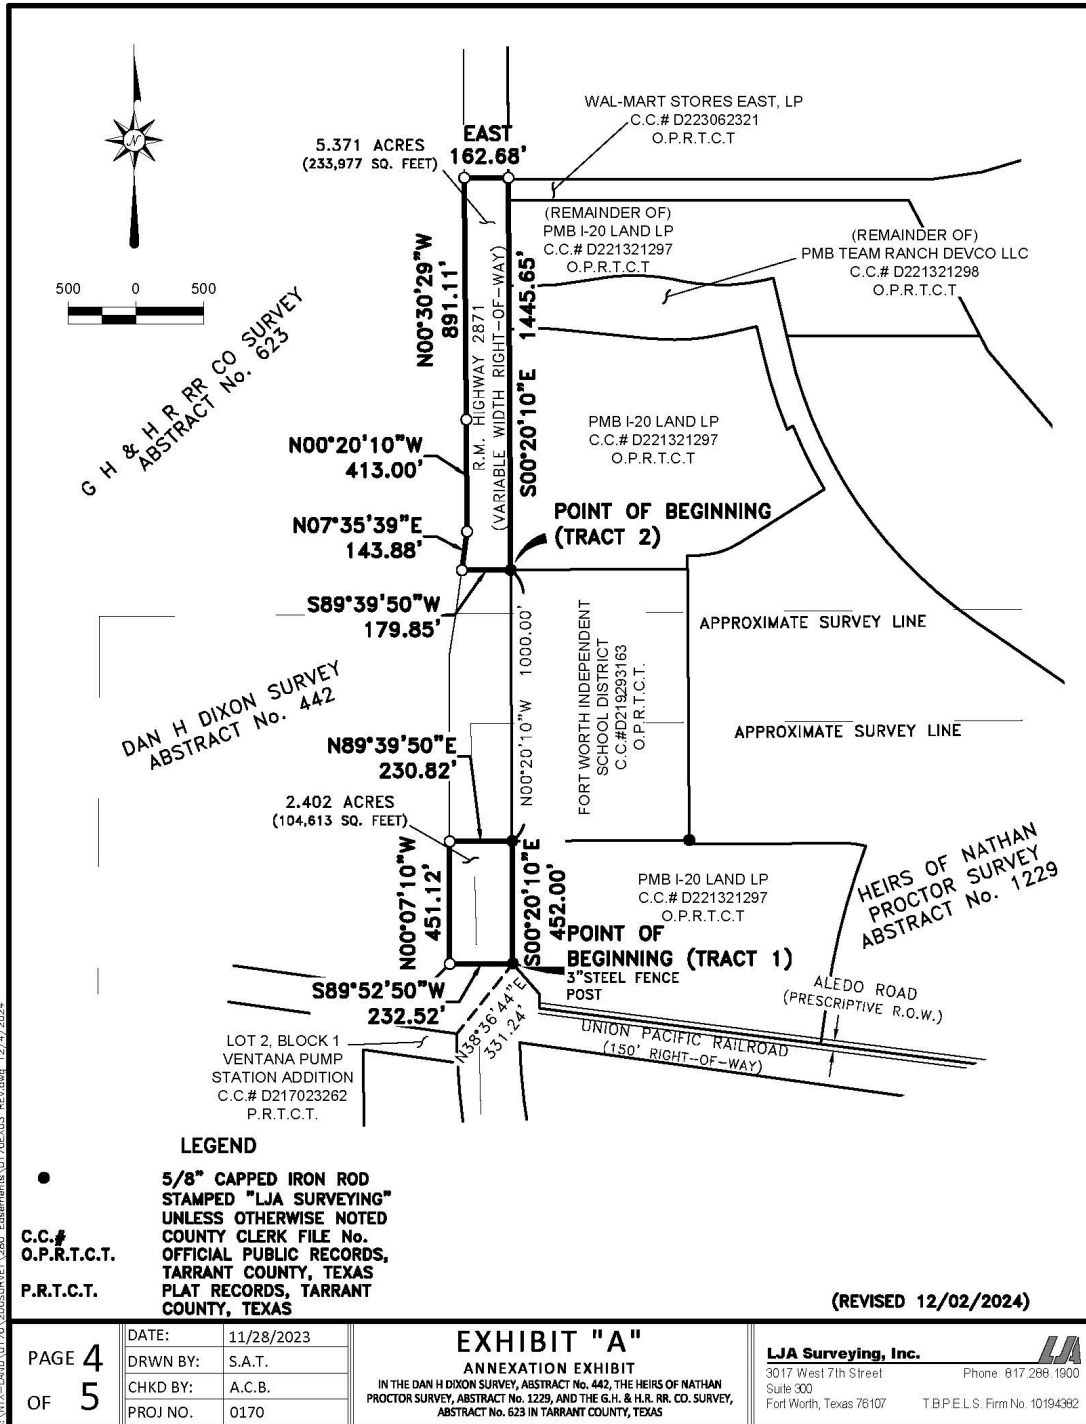 WAL-MART STORES EAST, LP
C.C.# D223062321
O.P.R.T.C.T
EAST
162.68'
5.371 ACRES
(233,977 SQ. FEET)
N
(REMAINDER OF)
PMB I-20 LAND LP
C.C.# D221321297
O.P.R.T.C.T
(REMAINDER OF)
PMB TEAM RANCH DEVCO LLC
C.C.# D221321298
O.P.R.T.C.T
500 0 500
N00°30'29"W
891.11'
R.M. HIGHWAY 2871
(VARIABLE WIDTH RIGHT-OF-WAY)
S00°20'10"E 1445.65'
G H & H R RR CO SURVEY
ABSTRACT No. 623
PMB I-20 LAND LP
C.C.# D221321297
O.P.R.T.C.T
N00°20'10"W
413.00'
N07°35'39"E
143.88'
POINT OF BEGINNING
(TRACT 2)
S89°39'50"W
179.85'
N00°20'10"W 1000.00'
FORT WORTH INDEPENDENT
SCHOOL DISTRICT
C.C.#D219293163
O.P.R.T.C.T.
APPROXIMATE SURVEY LINE
DAN H DIXON SURVEY
ABSTRACT No. 442
APPROXIMATE SURVEY LINE
N89°39'50"E
230.82'
2.402 ACRES
(104,613 SQ. FEET)
N00°07'10"W
451.12'
S00°20'10"E
452.00'
PMB I-20 LAND LP
C.C.# D221321297
O.P.R.T.C.T
HEIRS OF NATHAN
PROCTOR SURVEY
ABSTRACT No. 1229
POINT OF
BEGINNING (TRACT 1)
3"STEEL FENCE
POST
S89°52'50"W
232.52'
N38°36'44"E
331.24'
ALEDO ROAD
(PRESCRIPTIVE R.O.W.)
UNION PACIFIC RAILROAD
(150' RIGHT-OF-WAY)
LOT 2, BLOCK 1
VENTANA PUMP
STATION ADDITION
C.C.# D217023262
P.R.T.C.T.
LEGEND
5/8" CAPPED IRON ROD
STAMPED "LJA SURVEYING"
UNLESS OTHERWISE NOTED
C.C.# COUNTY CLERK FILE No.
O.P.R.T.C.T. OFFICIAL PUBLIC RECORDS,
TARRANT COUNTY, TEXAS
P.R.T.C.T. PLAT RECORDS, TARRANT
COUNTY, TEXAS
(REVISED 12/02/2024)
PAGE 4
OF 5
DATE: 11/28/2023
DRWN BY: S.A.T.
CHKD BY: A.C.B.
PROJ NO. 0170
EXHIBIT "A"
ANNEXATION EXHIBIT
IN THE DAN H DIXON SURVEY, ABSTRACT No. 442, THE HEIRS OF NATHAN
PROCTOR SURVEY, ABSTRACT No. 1229, AND THE G.H. & H.R. RR. CO. SURVEY,
ABSTRACT No. 623 IN TARRANT COUNTY, TEXAS
LJA Surveying, Inc.
LJA
3017 West 7th Street Phone 817.288.1900
Suite 300
Fort Worth, Texas 76107 T.B.P.E.L.S. Firm No. 10194382